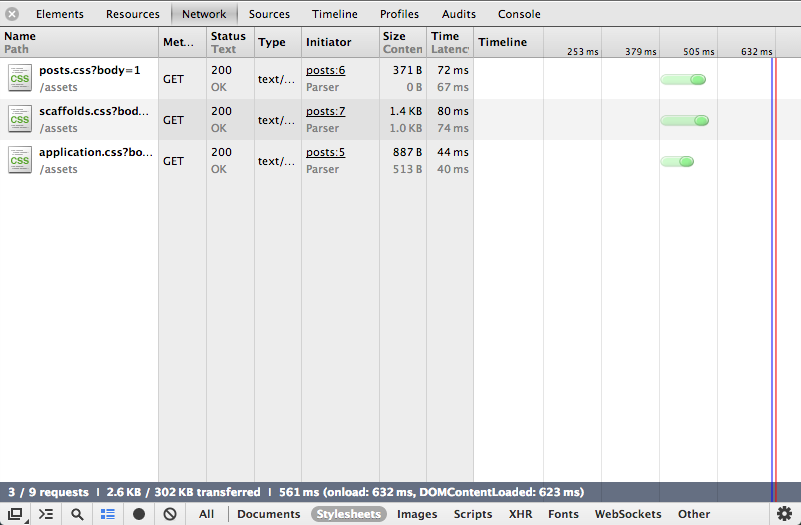 Elements Resources Network Sources Timeline Profiles Audits Console
Name Met... Status Type Initiator Size Time Timeline
Path Text Conten Latenc 253 ms 379 ms 505 ms 632 ms
posts.css?body=1 GET 200 text/... posts:6 371 B 72 ms
CSS /assets OK Parser 0 B 67 ms
scaffolds.css?bod... GET 200 text/... posts:7 1.4 KB 80 ms
CSS /assets OK Parser 1.0 KB 74 ms
application.css?bo... GET 200 text/... posts:5 887 B 44 ms
CSS /assets OK Parser 513 B 40 ms
3 / 9 requests | 2.6 KB / 302 KB transferred | 561 ms (onload: 632 ms, DOMContentLoaded: 623 ms)
All Documents Stylesheets Images Scripts XHR Fonts WebSockets Other